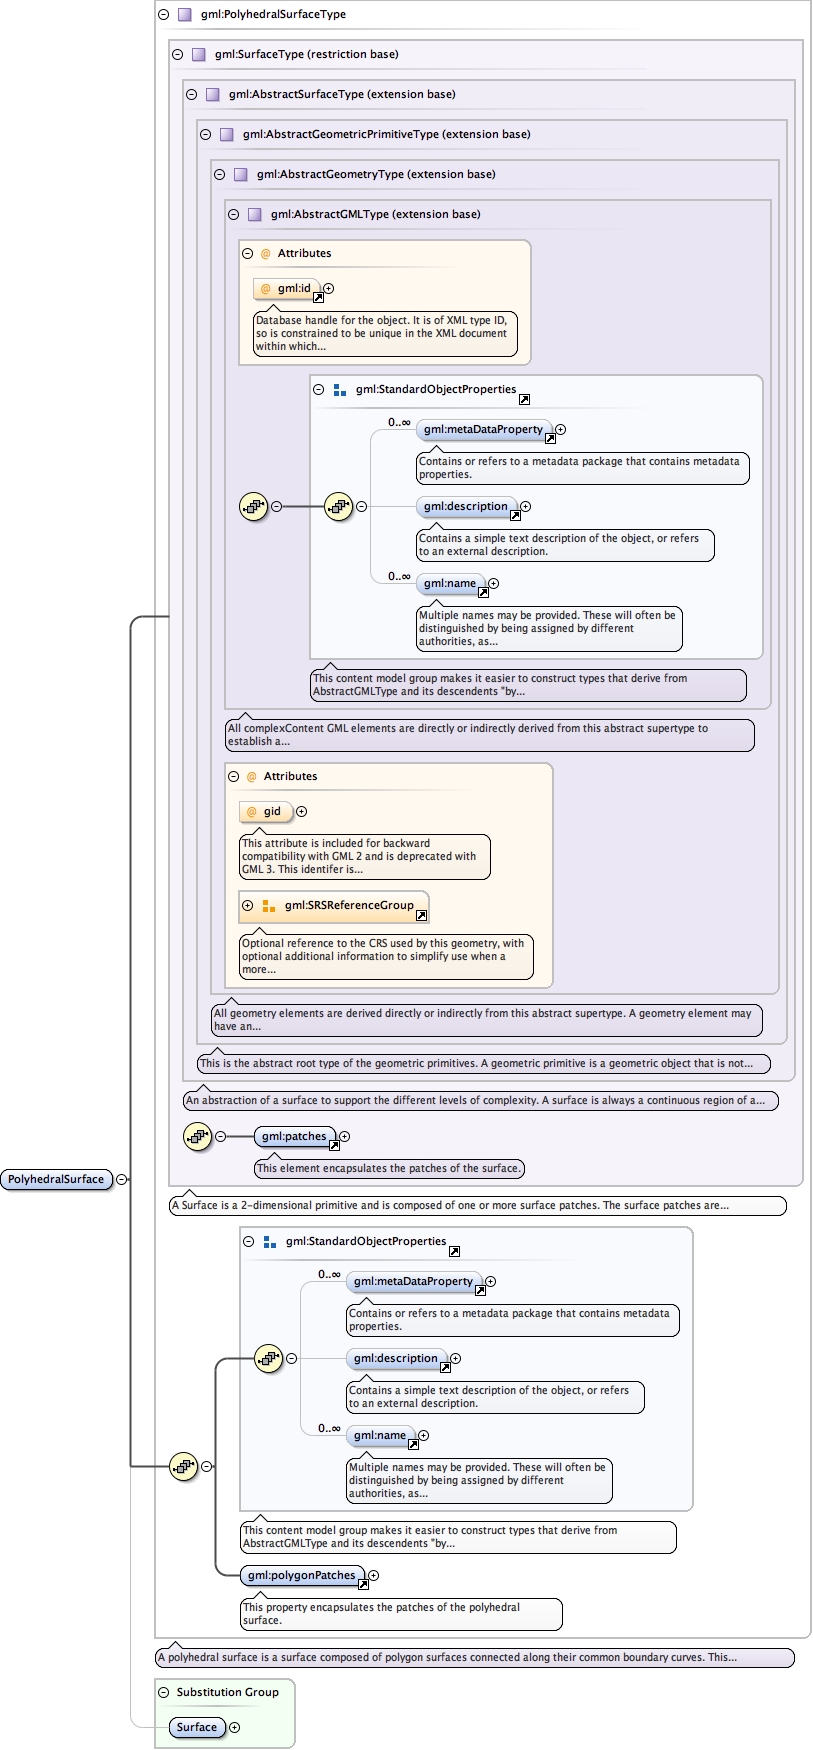 gml:PolyhedralSurfaceType
gml:SurfaceType (restriction base)
gml:AbstractSurfaceType (extension base)
gml:AbstractGeometricPrimitiveType (extension base)
gml:AbstractGeometryType (extension base)
gml:AbstractGMLType (extension base)
@ Attributes
@ gml:id
Database handle for the object. It is of XML type ID,
so is constrained to be unique in the XML document
within which...
gml:StandardObjectProperties
0..∞
gml:metaDataProperty
Contains or refers to a metadata package that contains metadata
properties.
gml:description
Contains a simple text description of the object, or refers
to an external description.
0..∞
gml:name
Multiple names may be provided. These will often be
distinguished by being assigned by different
authorities, as...
This content model group makes it easier to construct types that derive from
AbstractGMLType and its descendents "by...
All complexContent GML elements are directly or indirectly derived from this abstract supertype to
establish a...
@ Attributes
@ gid
This attribute is included for backward
compatibility with GML 2 and is deprecated with
GML 3. This identifer is...
gml:SRSReferenceGroup
Optional reference to the CRS used by this geometry, with
optional additional information to simplify use when a
more...
All geometry elements are derived directly or indirectly from this abstract supertype. A geometry element may
have an...
This is the abstract root type of the geometric primitives. A geometric primitive is a geometric object that is not...
An abstraction of a surface to support the different levels of complexity. A surface is always a continuous region of a...
gml:patches
This element encapsulates the patches of the surface.
PolyhedralSurface
A Surface is a 2-dimensional primitive and is composed of one or more surface patches. The surface patches are...
gml:StandardObjectProperties
0..∞
gml:metaDataProperty
Contains or refers to a metadata package that contains metadata
properties.
gml:description
Contains a simple text description of the object, or refers
to an external description.
0..∞
gml:name
Multiple names may be provided. These will often be
distinguished by being assigned by different
authorities, as...
This content model group makes it easier to construct types that derive from
AbstractGMLType and its descendents "by...
gml:polygonPatches
This property encapsulates the patches of the polyhedral
surface.
A polyhedral surface is a surface composed of polygon surfaces connected along their common boundary curves. This...
Substitution Group
Surface